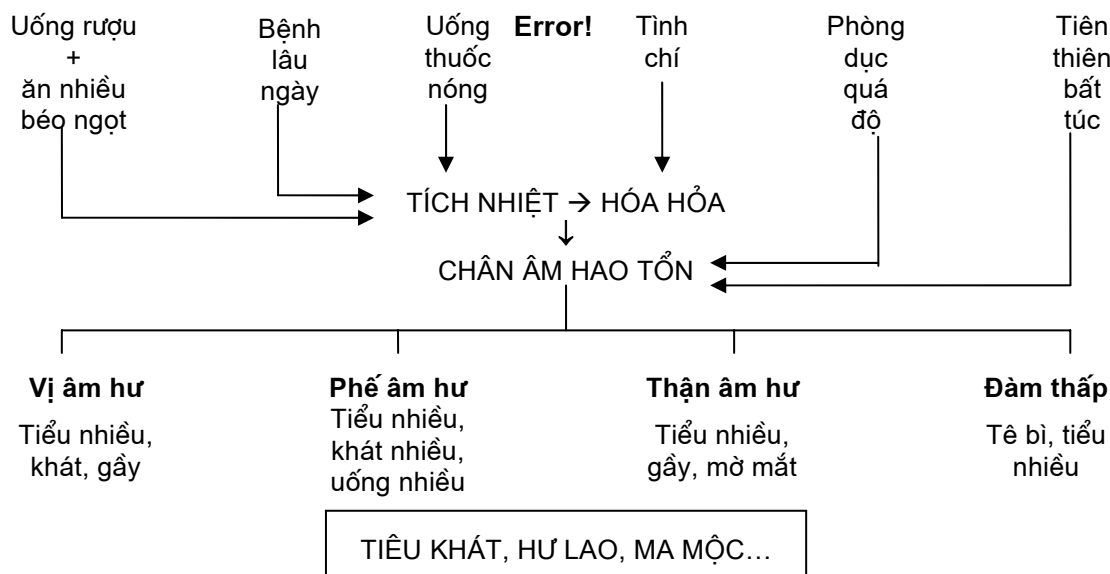 Uống rượu
+
ăn nhiều
béo ngọt
Bệnh
lâu
ngày
Uống
thuốc
nóng
Error!
Tình
chí
Phòng
dục
quá
độ
Tiên
thiên
bất
túc
TÍCH NHIỆT → HÓA HỎA
↓
CHÂN ÂM HAO TỔN
Vị âm hư
Tiểu nhiều,
khát, gầy
Phế âm hư
Tiểu nhiều,
khát nhiều,
uống nhiều
Thận âm hư
Tiểu nhiều,
gầy, mờ mắt
Đàm thấp
Tê bì, tiểu
nhiều
TIÊU KHÁT, HƯ LAO, MA MỘC…